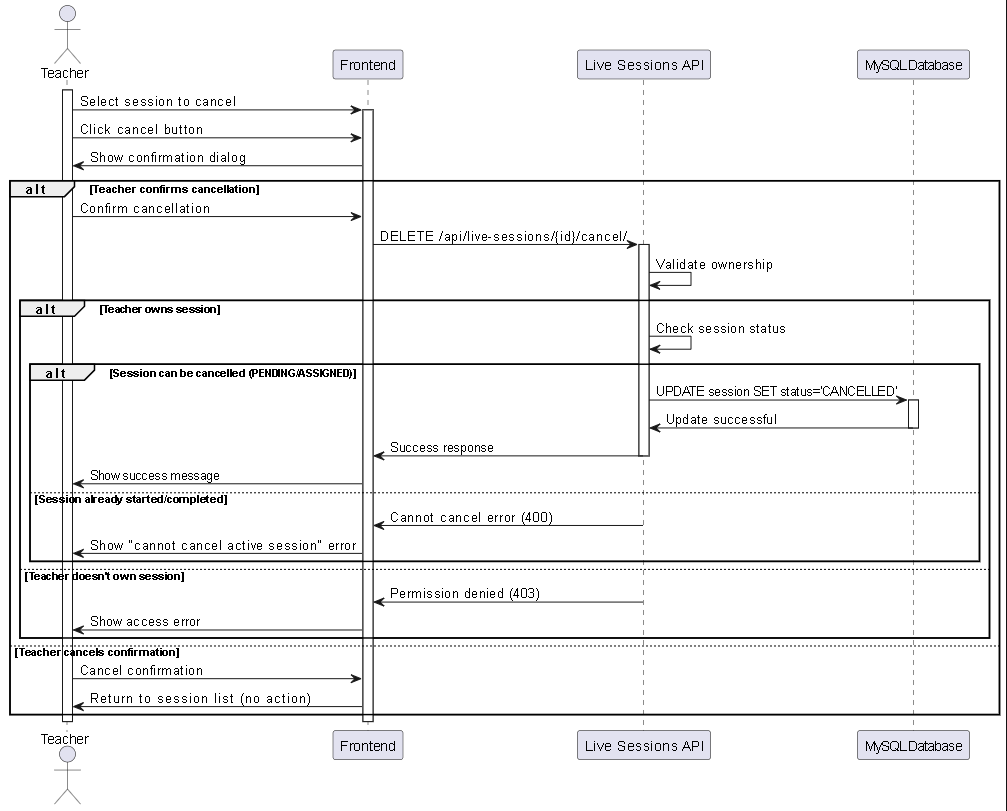 Teacher
Frontend
Live Sessions API
MySQL Database
Select session to cancel
Click cancel button
Show confirmation dialog
alt [Teacher confirms cancellation]
Confirm cancellation
DELETE /api/live-sessions/{id}/cancel/
Validate ownership
alt [Teacher owns session]
Check session status
alt [Session can be cancelled (PENDING/ASSIGNED)]
UPDATE session SET status='CANCELLED'
Update successful
Success response
Show success message
[Session already started/completed]
Cannot cancel error (400)
Show "cannot cancel active session" error
[Teacher doesn't own session]
Permission denied (403)
Show access error
[Teacher cancels confirmation]
Cancel confirmation
Return to session list (no action)
Teacher
Frontend
Live Sessions API
MySQL Database